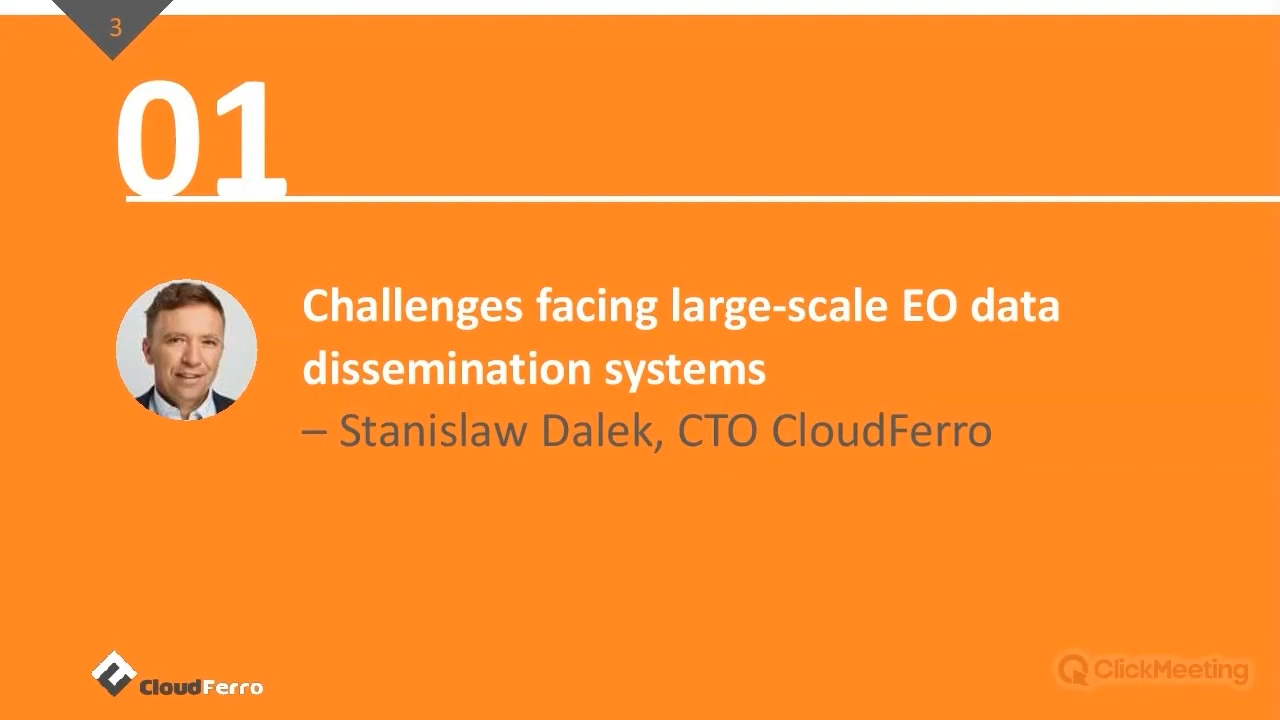 3
01
Challenges facing large-scale EO data
dissemination systems
– Stanislaw Dalek, CTO CloudFerro
CloudFerro
ClickMeeting